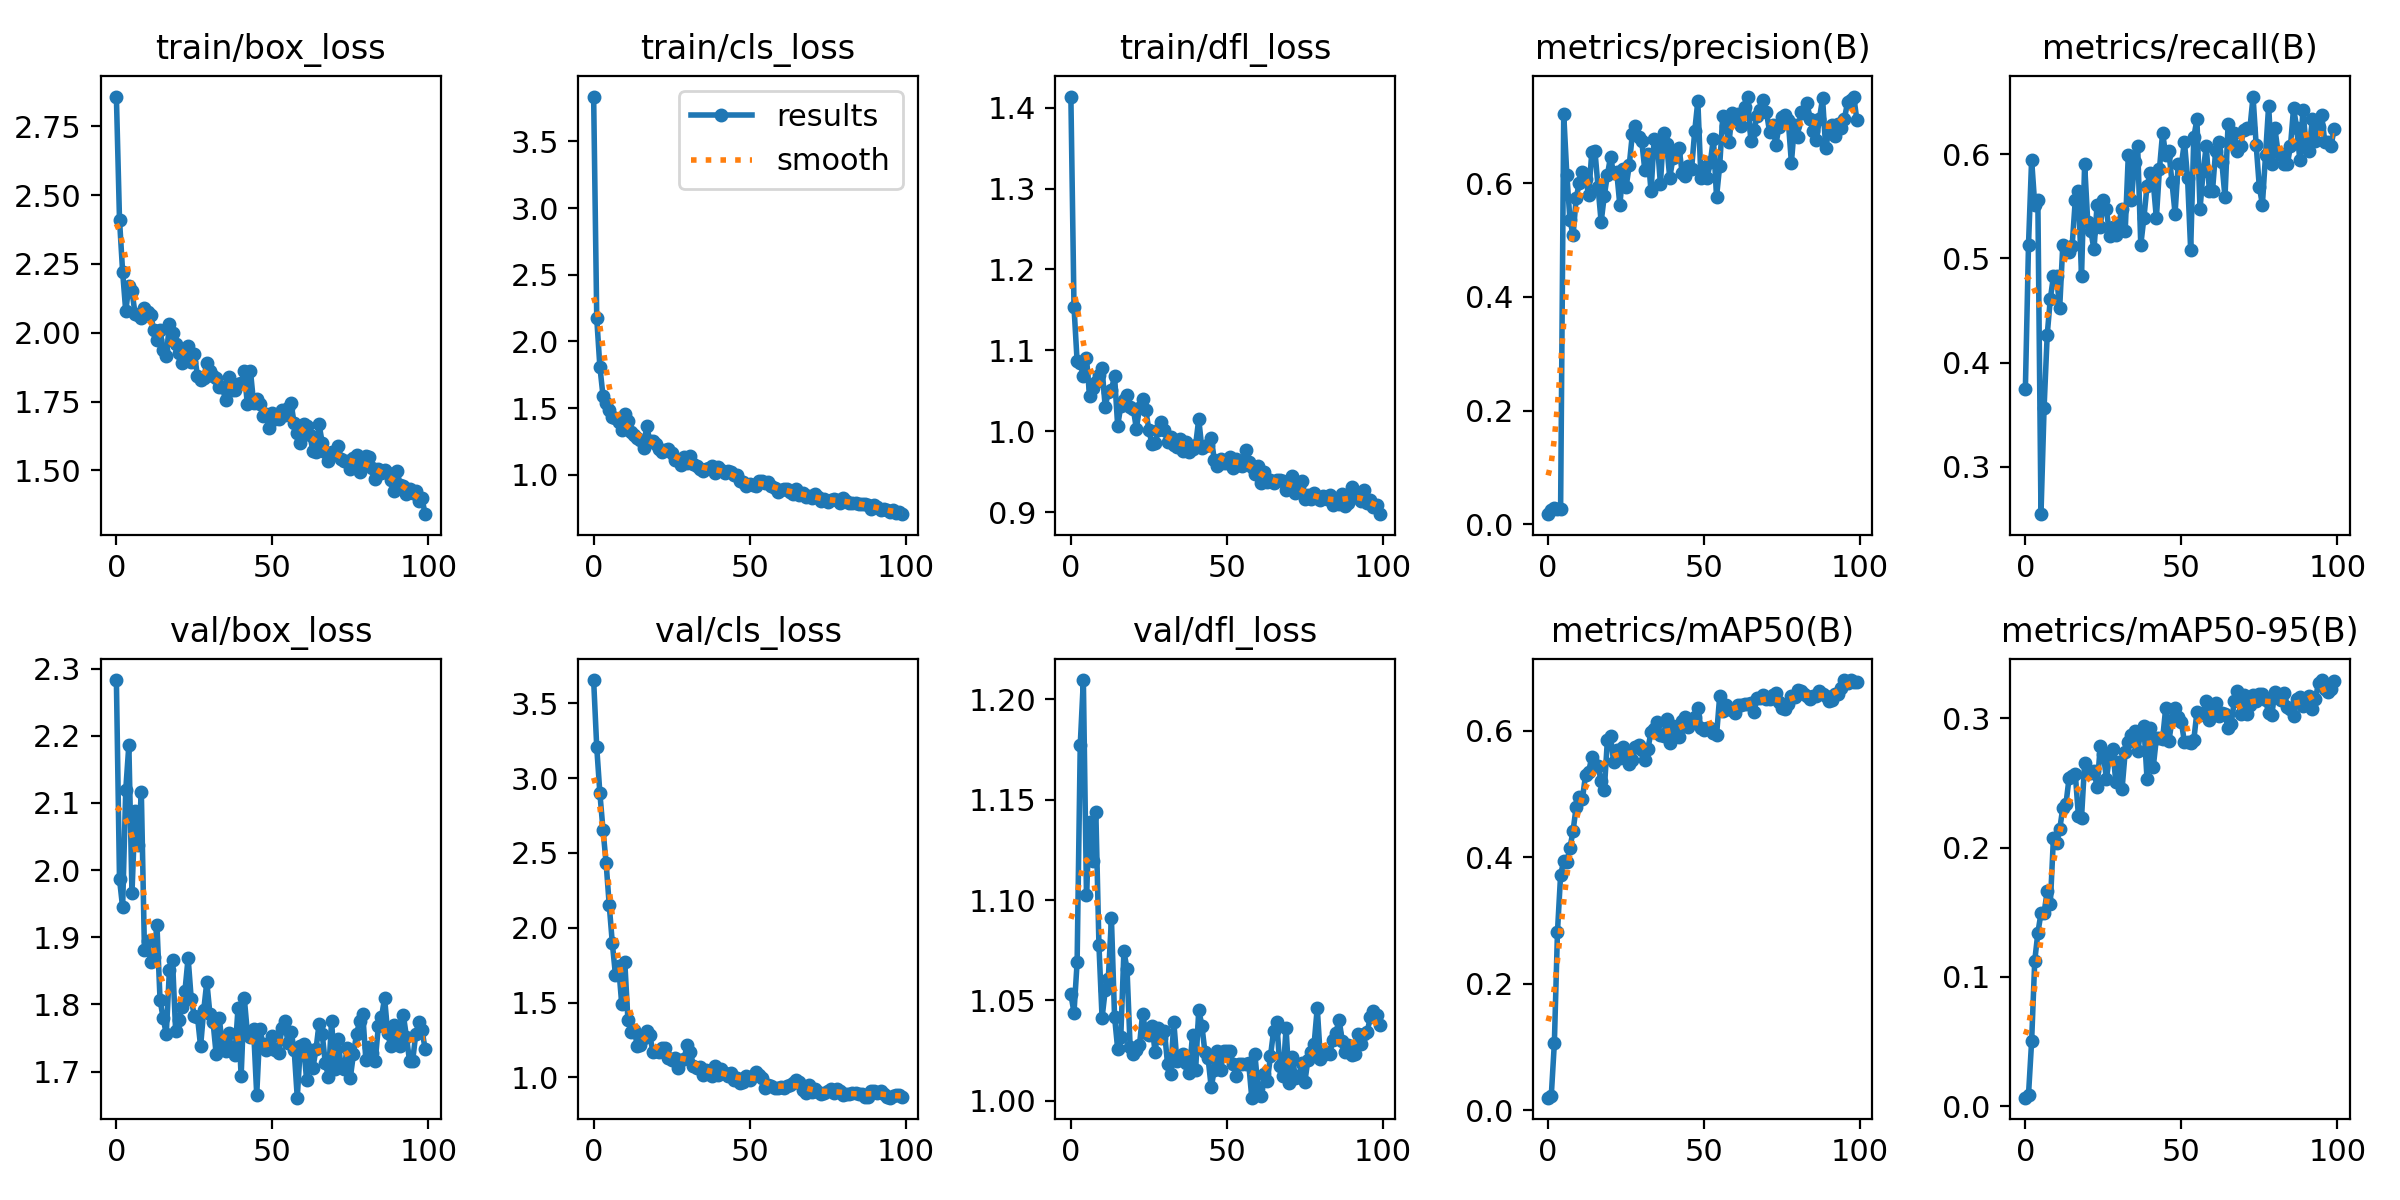 train/box_loss
2.75
2.50
2.25
2.00
1.75
1.50
0 50 100
train/cls_loss
results
smooth
3.5
3.0
2.5
2.0
1.5
1.0
0 50 100
train/dfl_loss
1.4
1.3
1.2
1.1
1.0
0.9
0 50 100
metrics/precision(B)
0.6
0.4
0.2
0.0
0 50 100
metrics/recall(B)
0.6
0.5
0.4
0.3
0 50 100
val/box_loss
2.3
2.2
2.1
2.0
1.9
1.8
1.7
0 50 100
val/cls_loss
3.5
3.0
2.5
2.0
1.5
1.0
0 50 100
val/dfl_loss
1.20
1.15
1.10
1.05
1.00
0 50 100
metrics/mAP50(B)
0.6
0.4
0.2
0.0
0 50 100
metrics/mAP50-95(B)
0.3
0.2
0.1
0.0
0 50 100